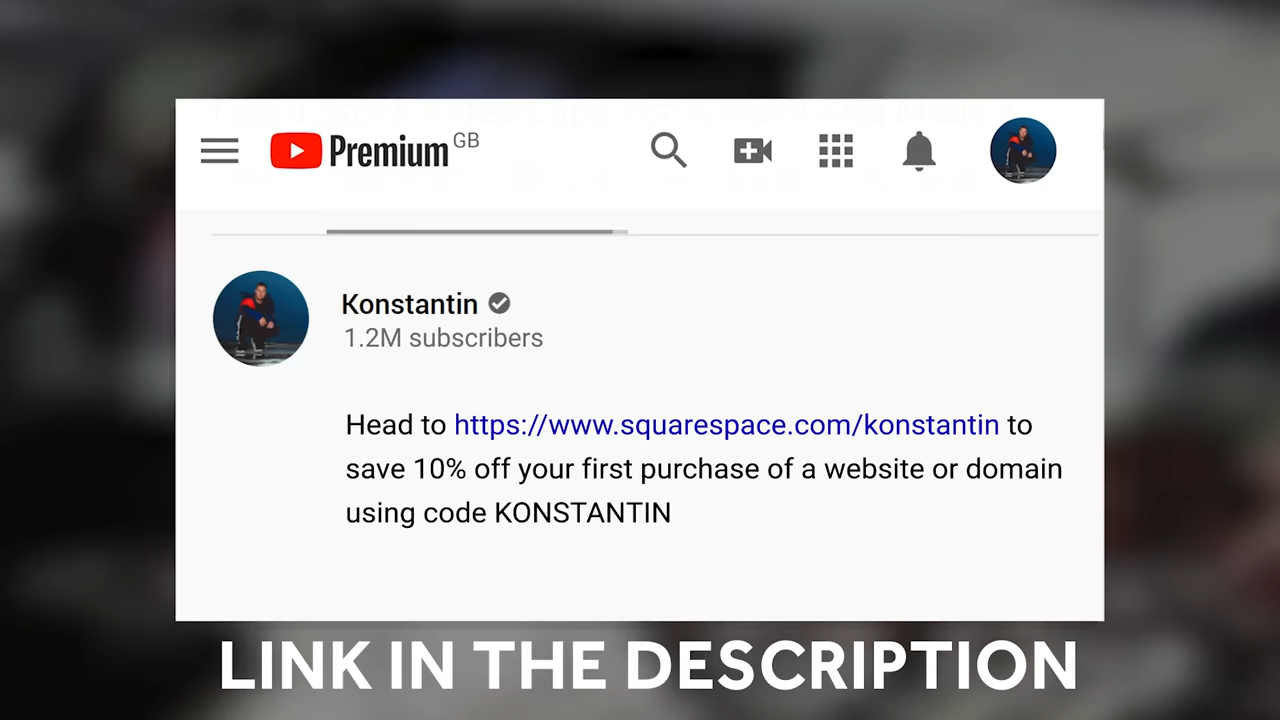 Premium GB
Konstantin
1.2M subscribers
Head to https://www.squarespace.com/konstantin to
save 10% off your first purchase of a website or domain
using code KONSTANTIN
LINK IN THE DESCRIPTION